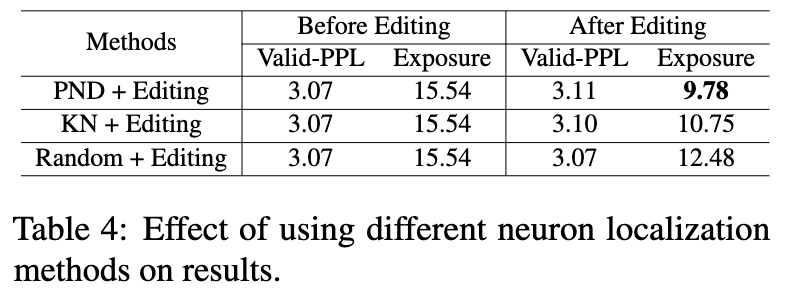 Methods Before Editing After Editing
Valid-PPL Exposure Valid-PPL Exposure
PND + Editing 3.07 15.54 3.11 9.78
KN + Editing 3.07 15.54 3.10 10.75
Random + Editing 3.07 15.54 3.07 12.48
Table 4: Effect of using different neuron localization
methods on results.